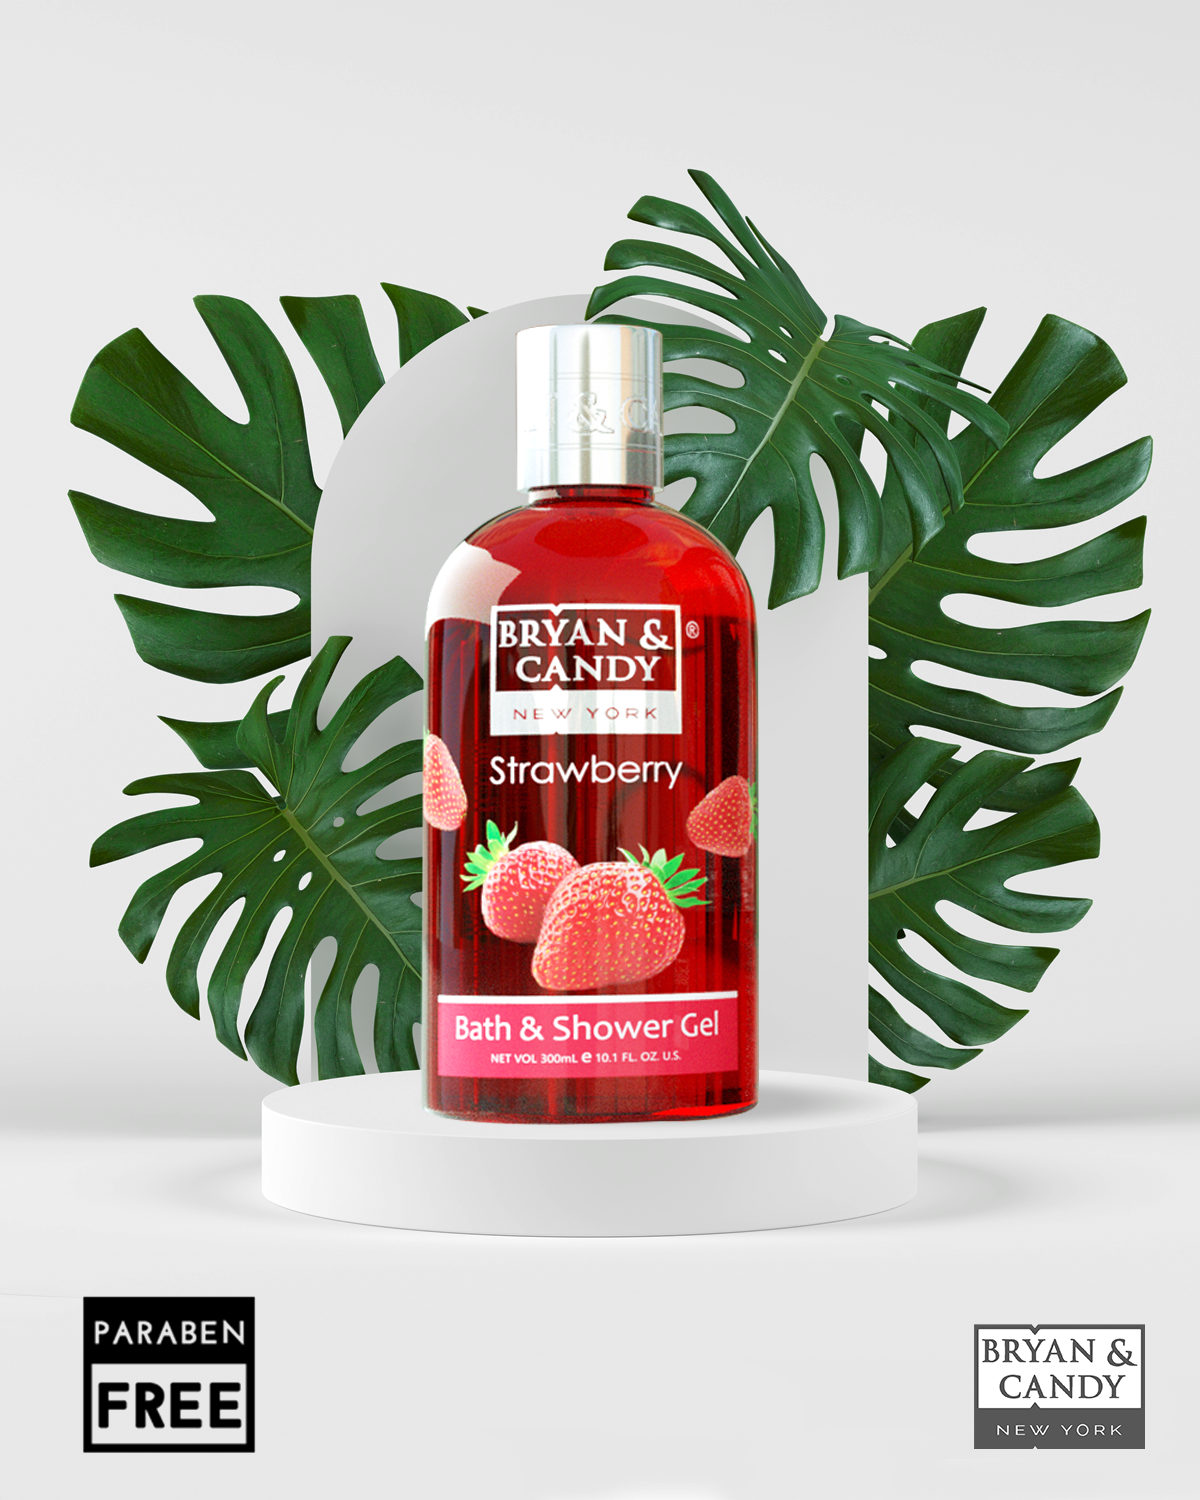 & CA
BRYAN & ®
CANDY
NEW YORK
Strawberry
Bath & Shower Gel
NET VOL 300mL e 10.1 FL. OZ. U.S.
PARABEN
FREE
BRYAN &
CANDY
NEW YORK